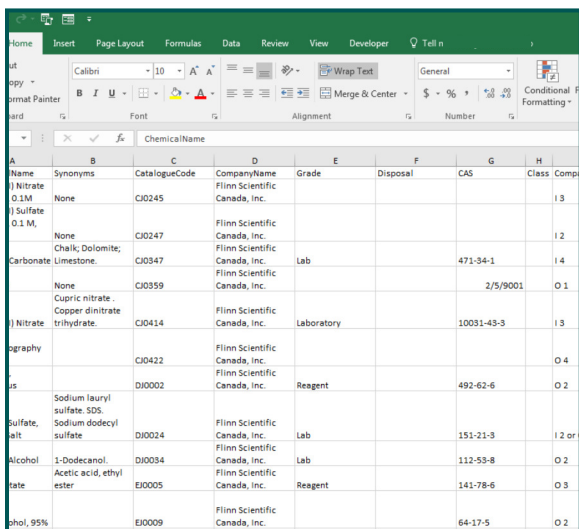 Home Insert Page Layout Formulas Data Review View Developer Tell n
ut Calibri 10 A A Wrap Text General
opy
ormat Painter B I U A Merge & Center $ % , Conditional F
Formatting
ard Font Alignment Number
fx ChemicalName
A B C D E F G H
lName Synonyms CatalogueCode CompanyName Grade Disposal CAS Class Compa
I) Nitrate Flinn Scientific
0.1M None CJ0245 Canada, Inc. I 3
I) Sulfate
0.1 M, Flinn Scientific
None CJ0247 Canada, Inc. I 2
Chalk; Dolomite; Flinn Scientific
Carbonate Limestone. CJ0347 Canada, Inc. Lab 471-34-1 I 4
Flinn Scientific
None CJ0359 Canada, Inc. 2/5/9001 O 1
Cupric nitrate .
Copper dinitrate Flinn Scientific
I) Nitrate trihydrate. CJ0414 Canada, Inc. Laboratory 10031-43-3 I 3
ography Flinn Scientific
CJ0422 Canada, Inc. O 4
Flinn Scientific
us DJ0002 Canada, Inc. Reagent 492-62-6 O 2
Sodium lauryl
sulfate. SDS.
Sulfate, Sodium dodecyl Flinn Scientific
alt sulfate DJ0024 Canada, Inc. Lab 151-21-3 I 2 or
Flinn Scientific
Alcohol 1-Dodecanol. DJ0034 Canada, Inc. Lab 112-53-8 O 2
Acetic acid, ethyl Flinn Scientific
tate ester EJ0005 Canada, Inc. Reagent 141-78-6 O 3
Flinn Scientific
ohol, 95% EJ0009 Canada, Inc. 64-17-5 O 2